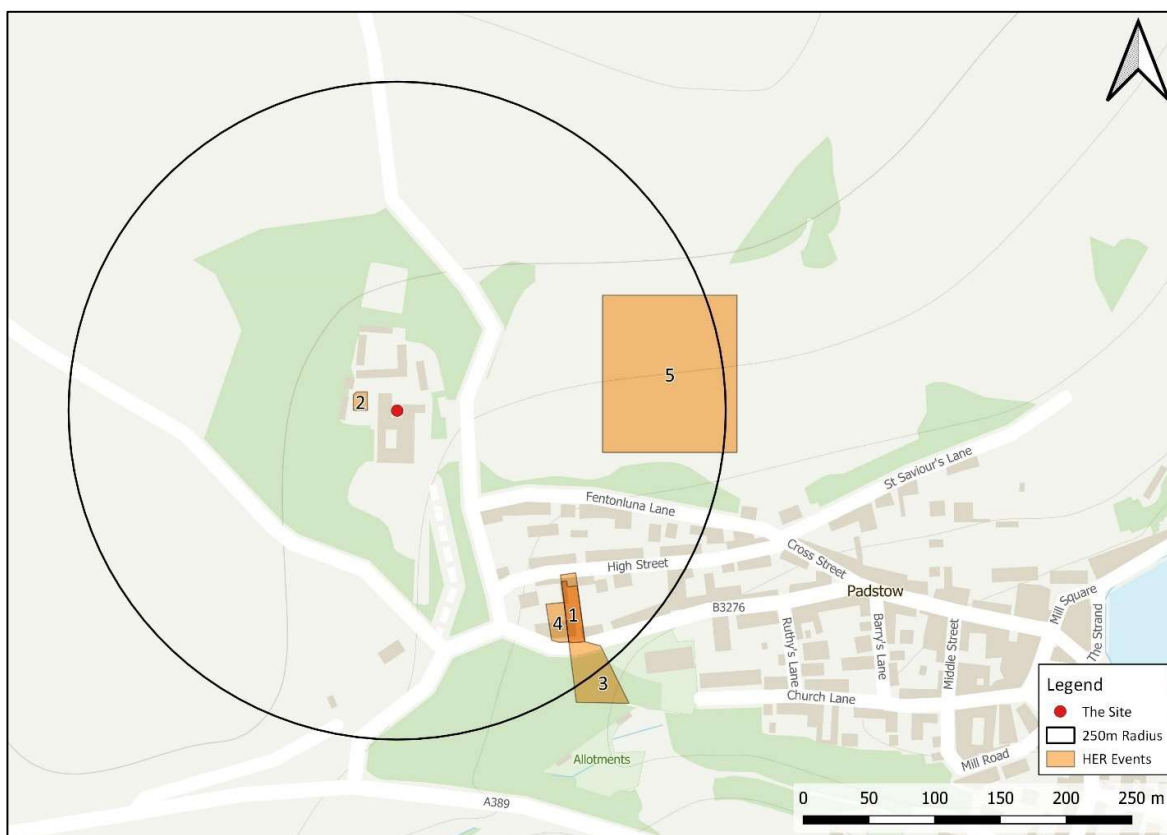 5
2
St Saviour's Lane
Fentonluna Lane
Cross Street
High Street
Padstow
Mill Square
B3276
1
4
The Strand
Ruthy's Lane
Barry's Lane
Middle Street
3
Church Lane
Mill Road
Allotments
A389
Legend
The Site
250m Radius
HER Events
0 50 100 150 200 250 m